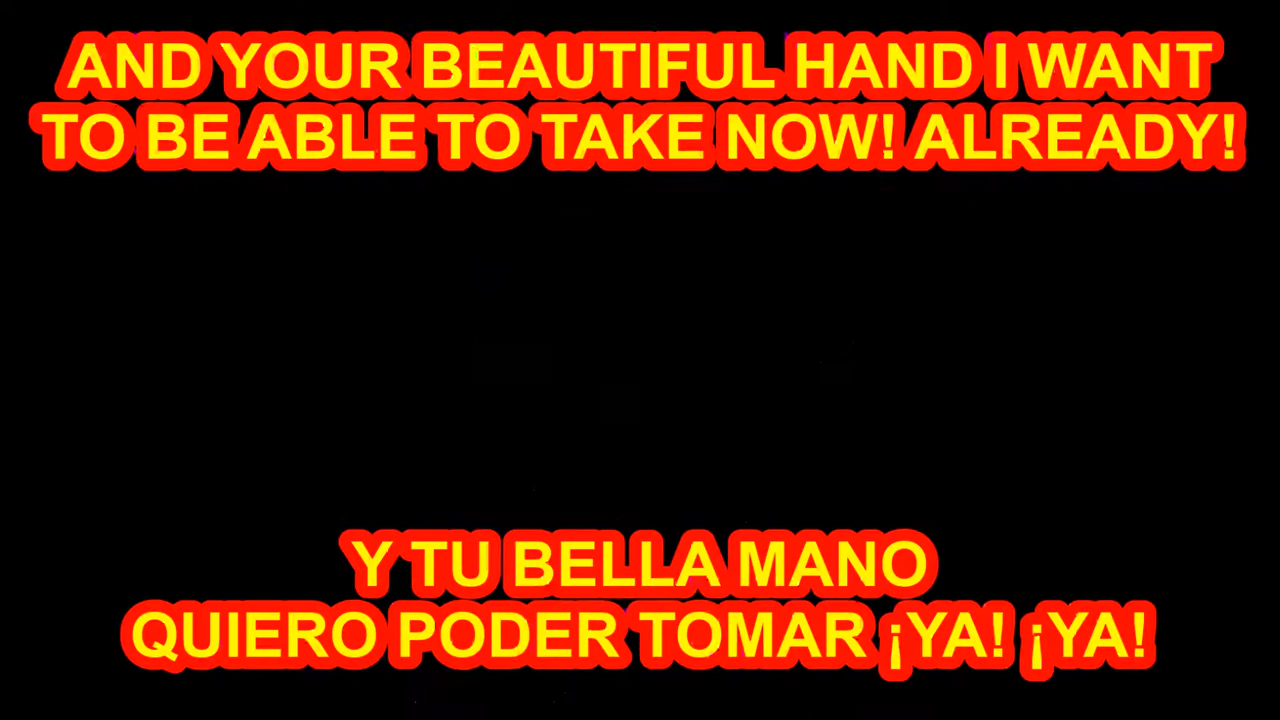 AND YOUR BEAUTIFUL HAND I WANT
TO BE ABLE TO TAKE NOW! ALREADY!
Y TU BELLA MANO
QUIERO PODER TOMAR ¡YA! ¡YA!